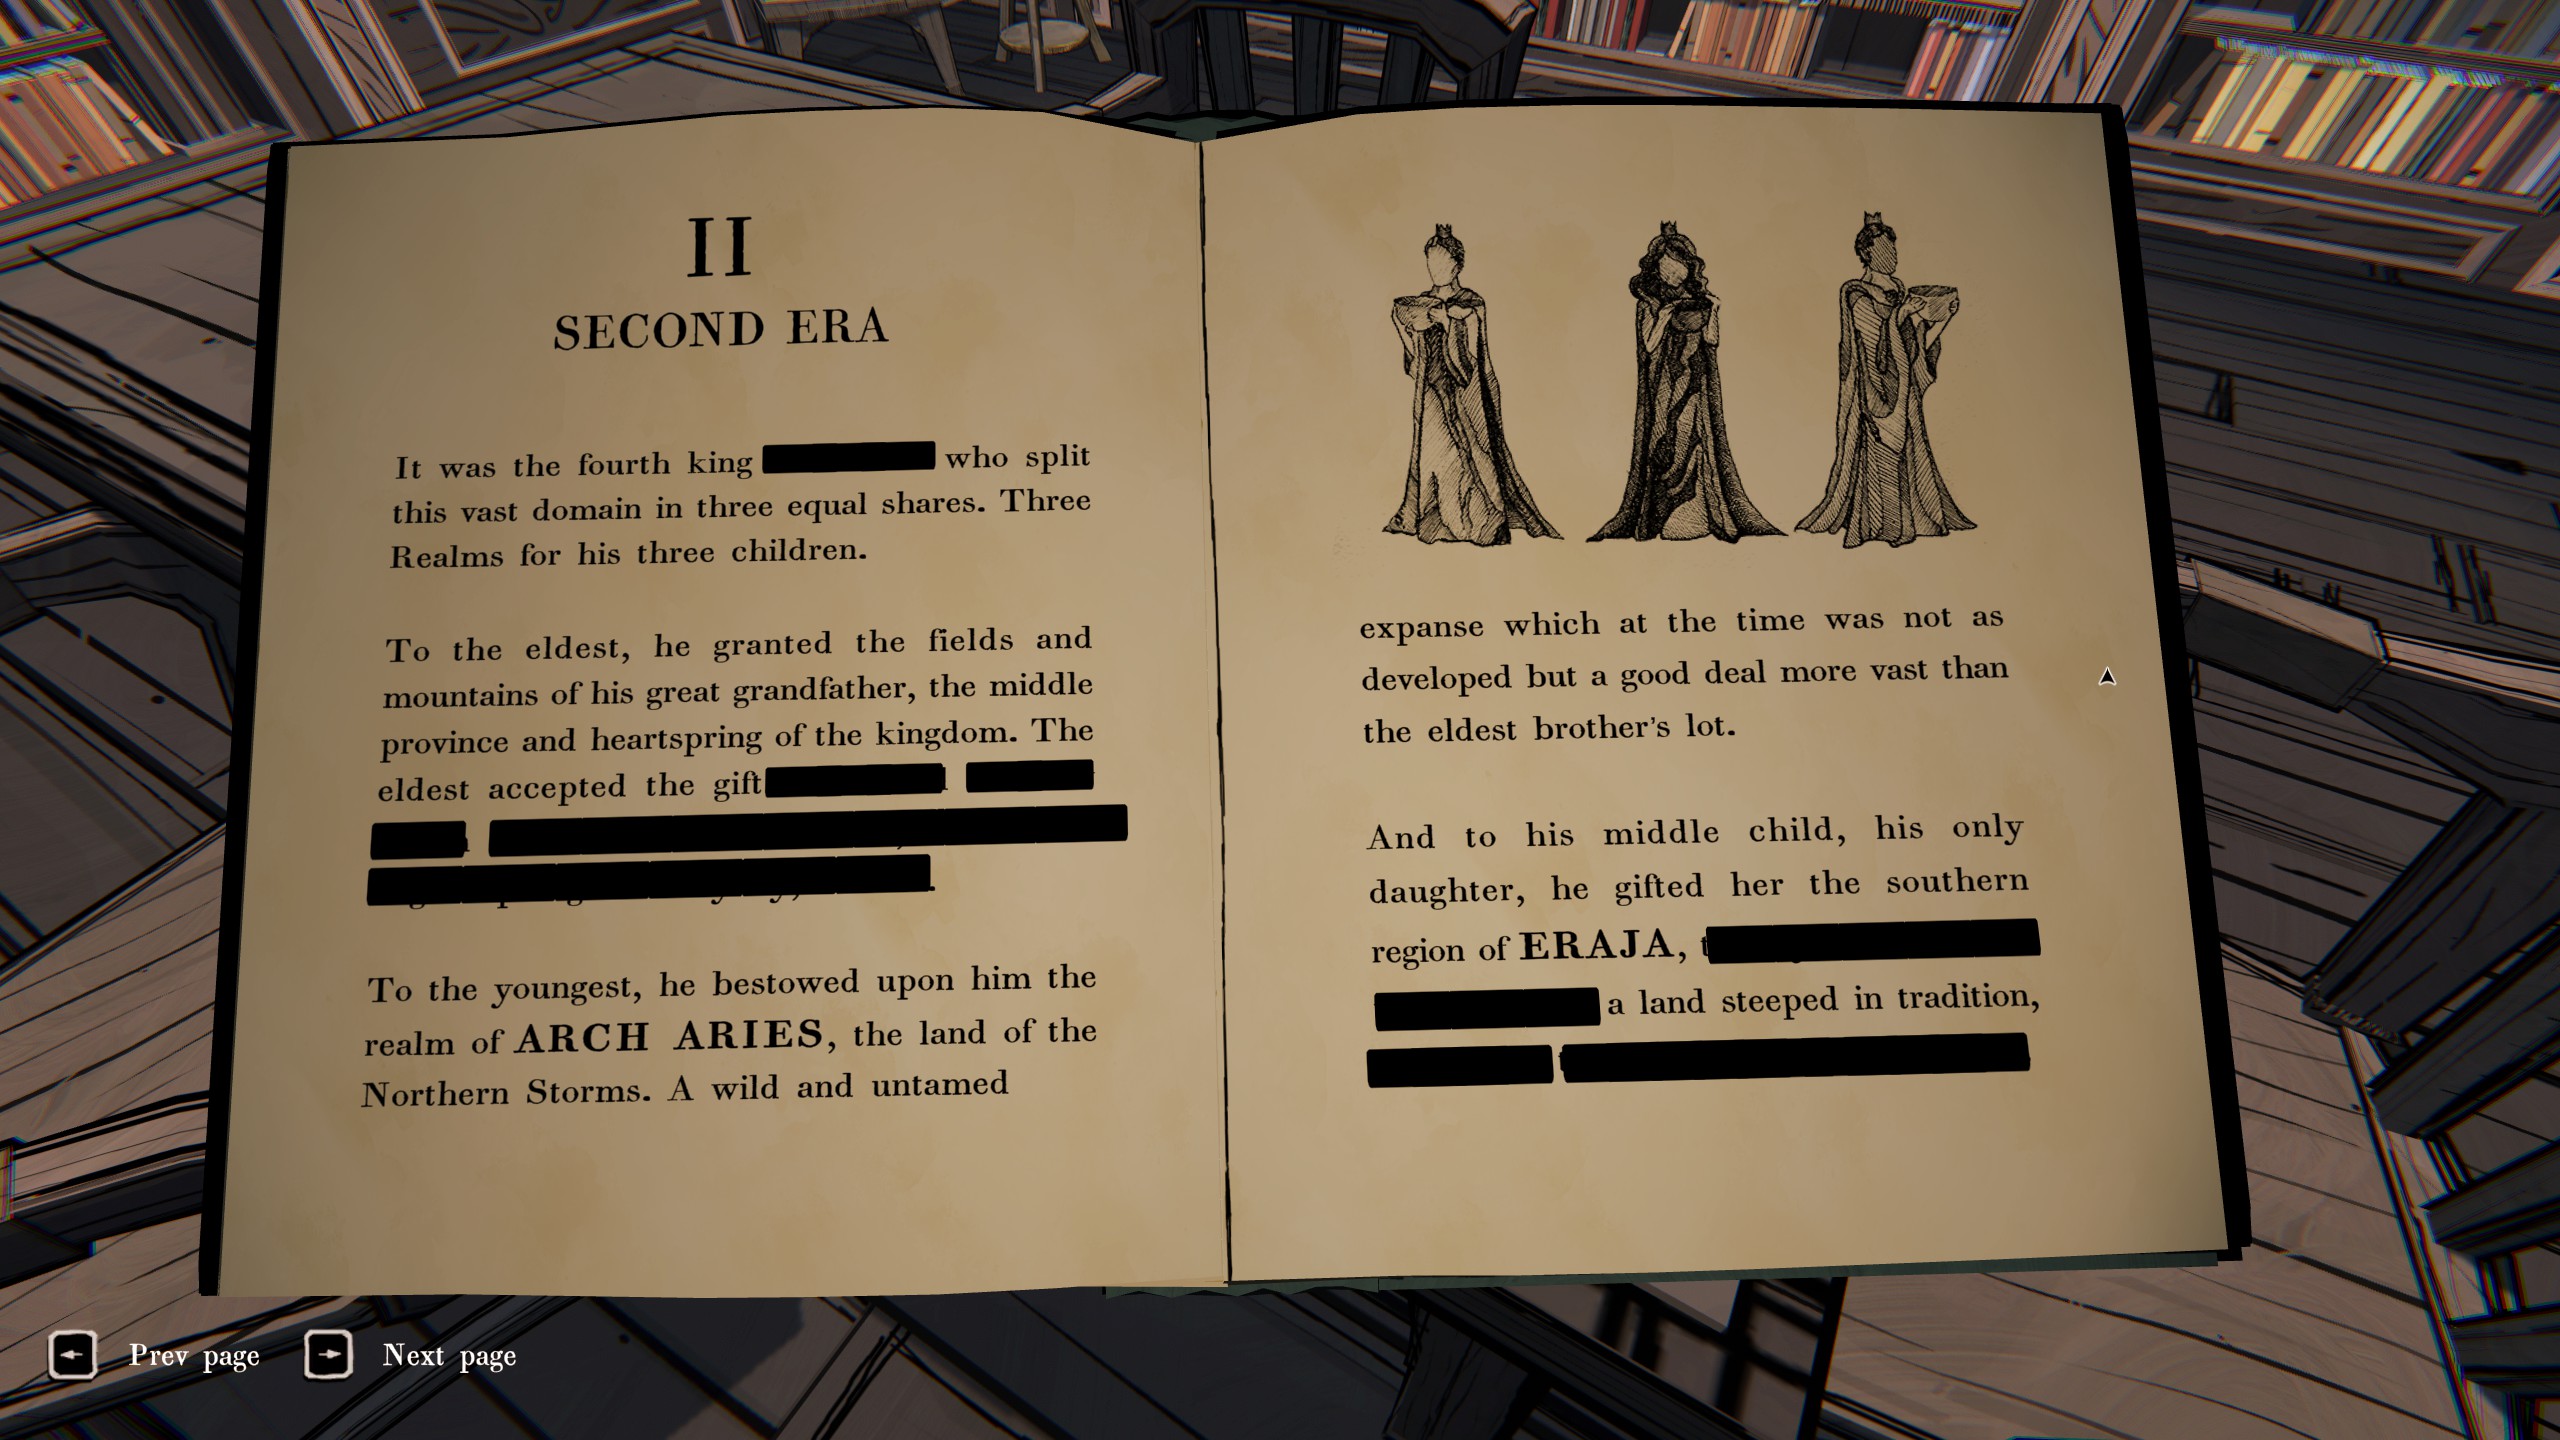 II
SECOND ERA
It was the fourth king who split
this vast domain in three equal shares. Three
Realms for his three children.
To the eldest, he granted the fields and
mountains of his great grandfather, the middle
province and heartspring of the kingdom. The
eldest accepted the gift
To the youngest, he bestowed upon him the
realm of ARCH ARIES, the land of the
Northern Storms. A wild and untamed
expanse which at the time was not as
developed but a good deal more vast than
the eldest brother's lot.
And to his middle child, his only
daughter, he gifted her the southern
region of ERAJA,
a land steeped in tradition,
Prev page
Next page